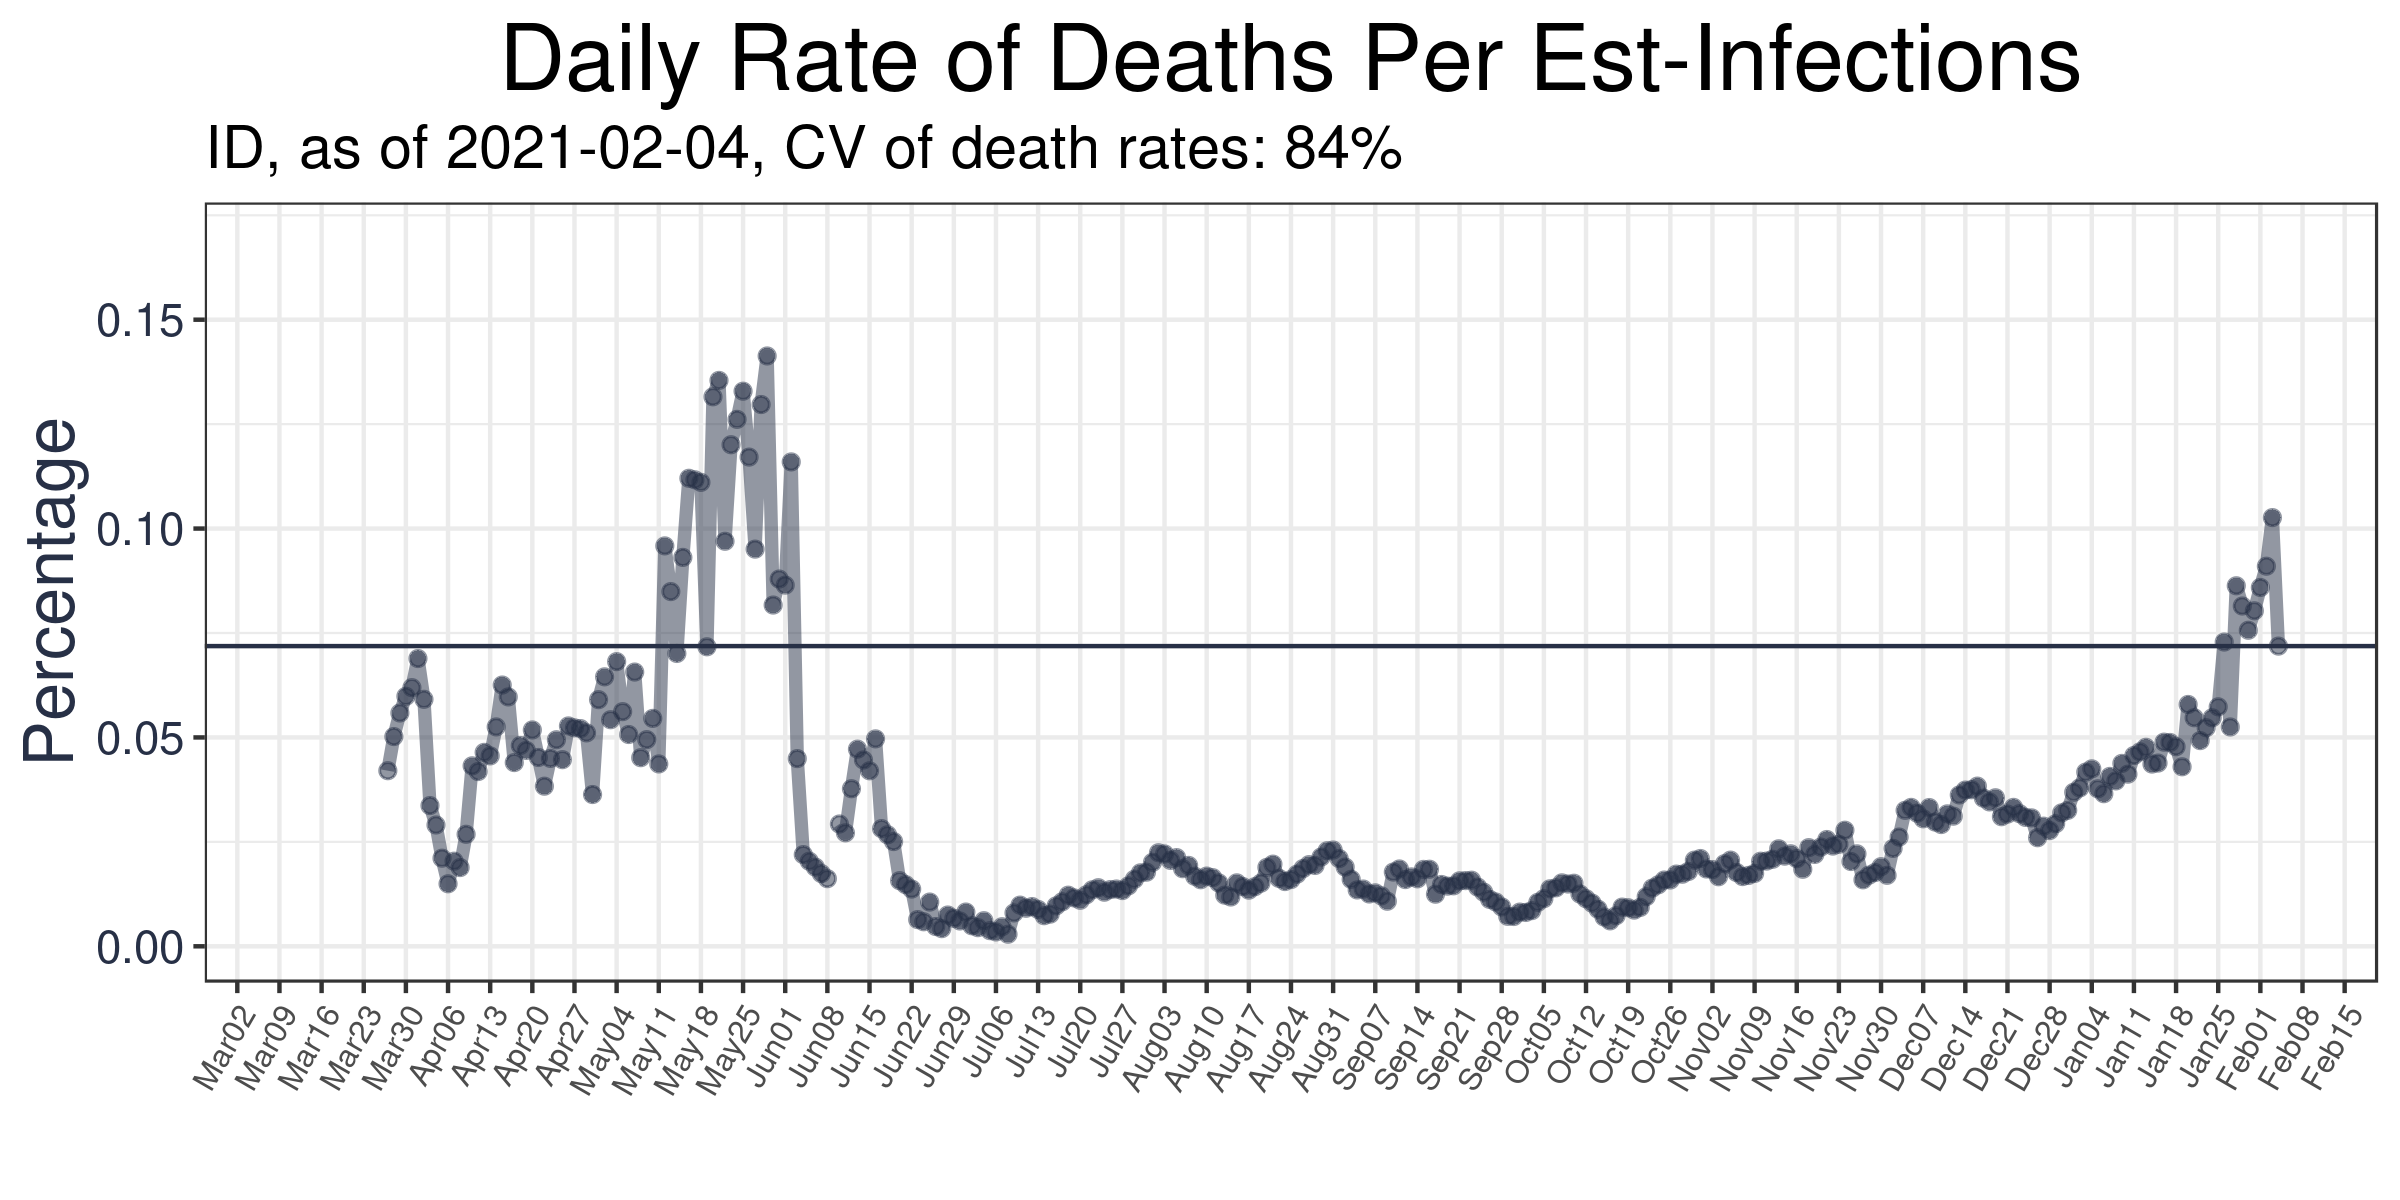 Daily Rate of Deaths Per Est-Infections
ID, as of 2021-02-04, CV of death rates: 84%
Percentage
0.15
0.10
0.05
0.00
Mar02
Mar09
Mar16
Mar23
Mar30
Apr06
Apr13
Apr20
Apr27
May04
May11
May18
May25
Jun01
Jun08
Jun15
Jun22
Jun29
Jul06
Jul13
Jul20
Jul27
Aug03
Aug10
Aug17
Aug24
Aug31
Sep07
Sep14
Sep21
Sep28
Oct05
Oct12
Oct19
Oct26
Nov02
Nov09
Nov16
Nov23
Nov30
Dec07
Dec14
Dec21
Dec28
Jan04
Jan11
Jan18
Jan25
Feb01
Feb08
Feb15